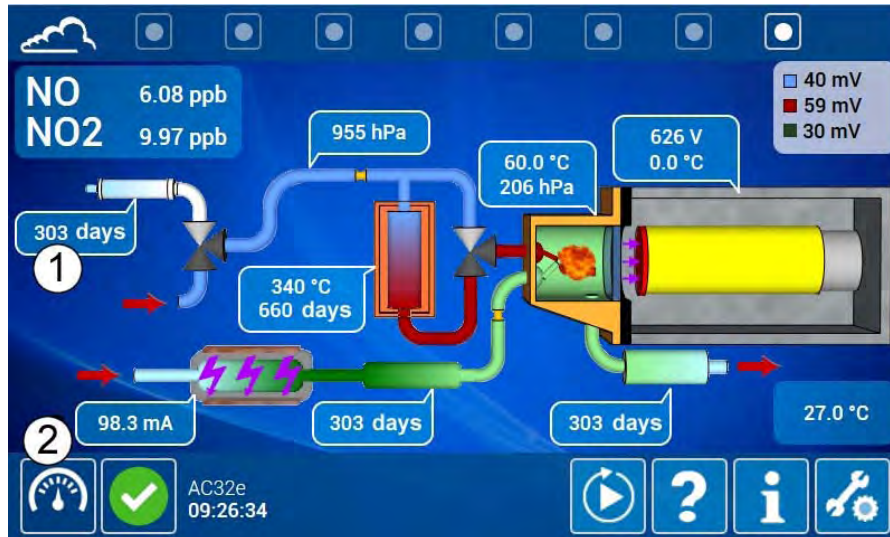 NO 6.08 ppb
NO2 9.97 ppb
40 mV
59 mV
30 mV
955 hPa
60.0 °C
206 hPa
626 V
0.0 °C
303 days
1
340 °C
660 days
98.3 mA
303 days
303 days
27.0 °C
2
AC32e
09:26:34
?
i